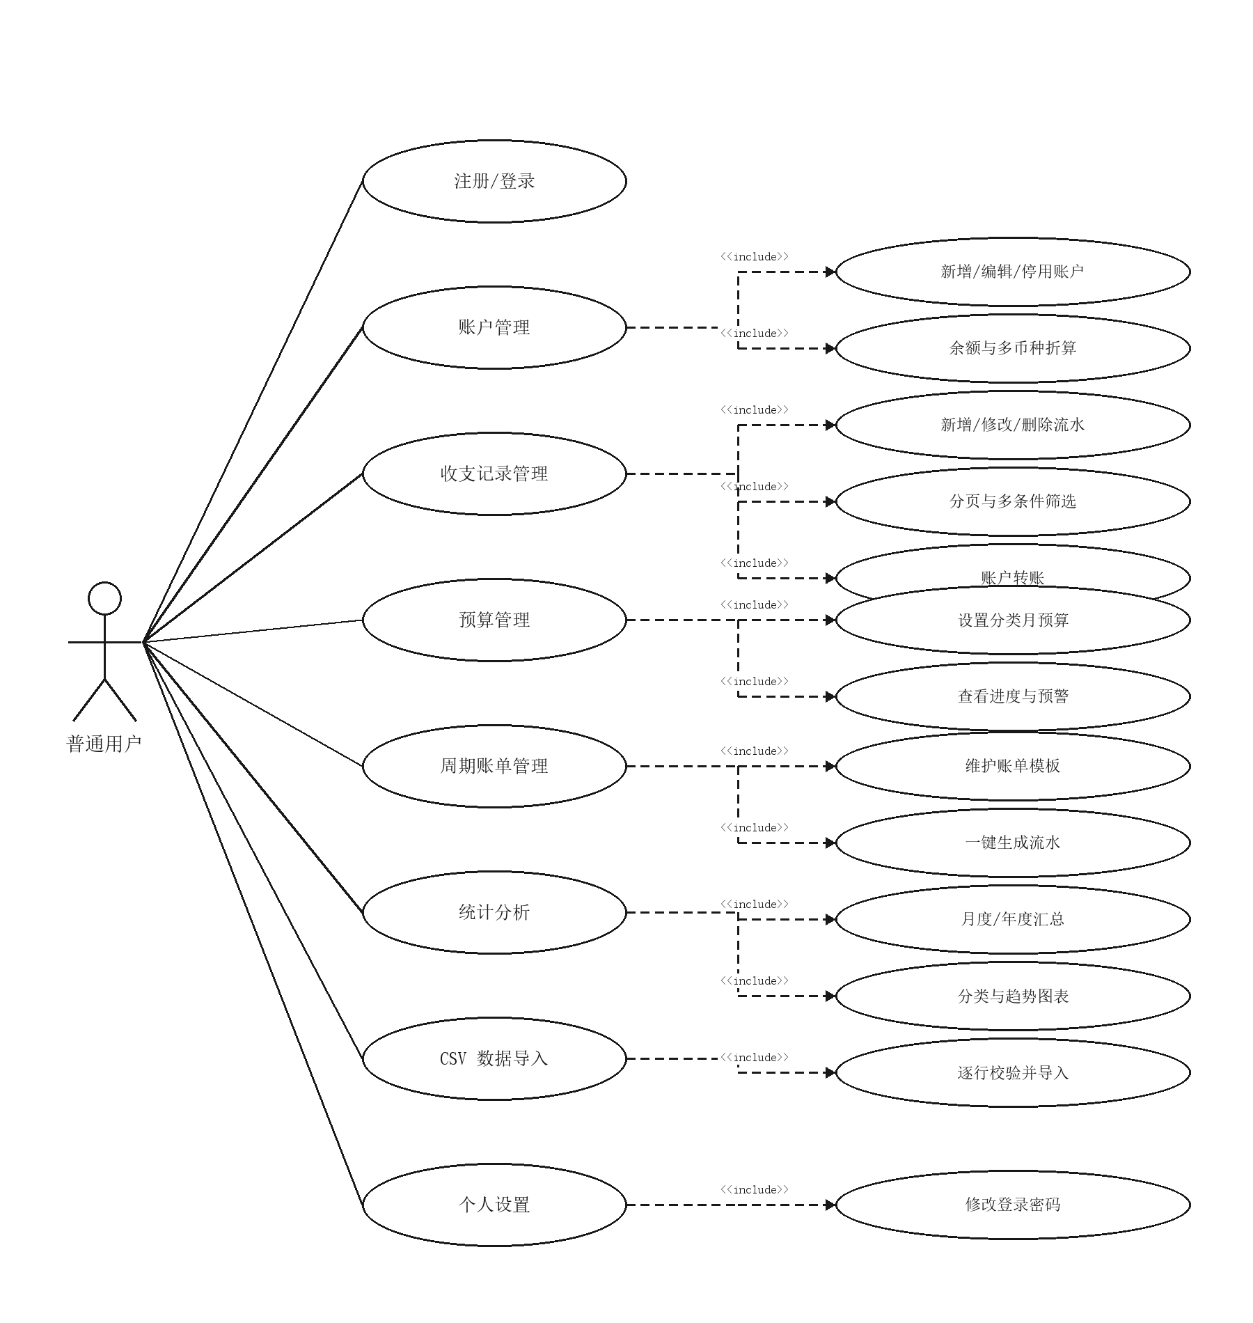 注册/登录
<<include>>
新增/编辑/停用账户
账户管理
<<include>>
余额与多币种折算
<<include>>
新增/修改/删除流水
收支记录管理
<<include>>
分页与多条件筛选
<<include>>
账户转账
<<include>>
预算管理
设置分类月预算
<<include>>
查看进度与预警
普通用户
<<include>>
周期账单管理
维护账单模板
<<include>>
一键生成流水
<<include>>
统计分析
月度/年度汇总
<<include>>
分类与趋势图表
<<include>>
CSV 数据导入
逐行校验并导入
<<include>>
个人设置
修改登录密码